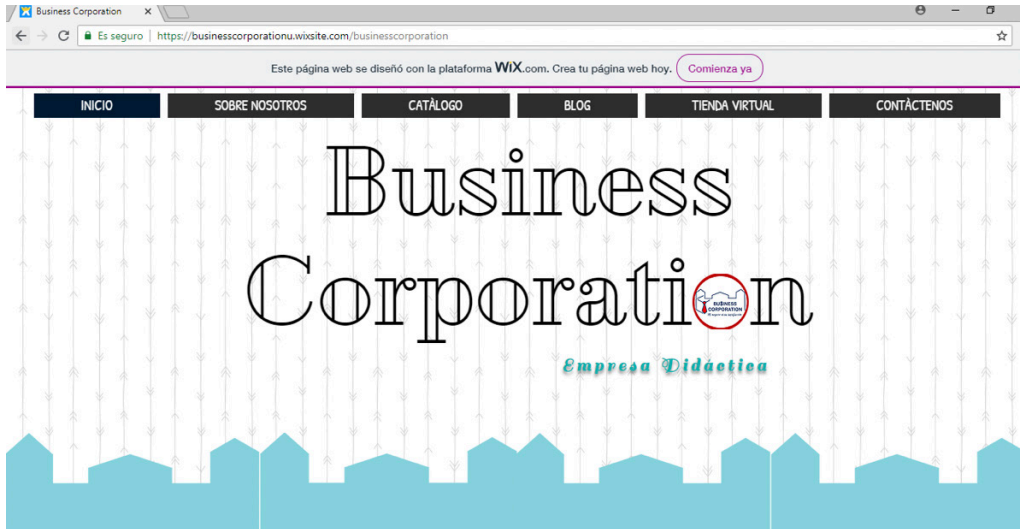 Business Corporation
Es seguro | https://businesscorporationu.wixsite.com/businesscorporation
Este página web se diseñó con la plataforma WiX.com. Crea tu página web hoy. Comienza ya
INICIO SOBRE NOSOTROS CATÀLOGO BLOG TIENDA VIRTUAL CONTÀCTENOS
Business
Corporation
BUSINESS
CORPORATION
Empresa Didáctica